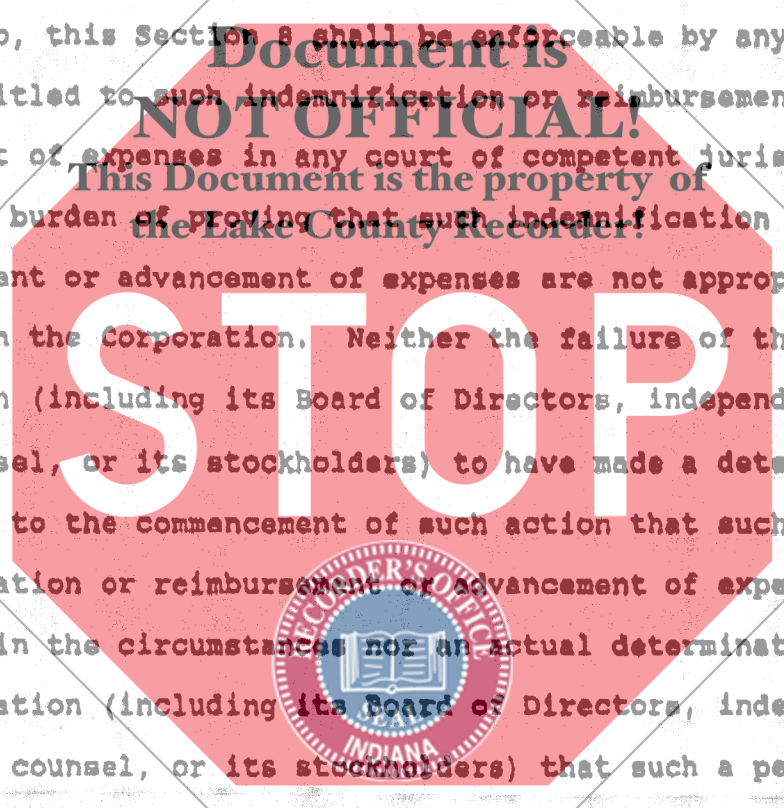 o, this Section 8 shall be enforceable by any
Document is
itled to such indemnification or reimbursemen
NOT OFFICIAL!
t of expenses in any court of competent juris
This Document is the property of
burden of proving that such indemnification
the Lake County Recorder!
ent or advancement of expenses are not approp
STOP
n the Corporation. Neither the failure of th
n (including its Board of Directors, independ
sel, or its stockholders) to have made a dete
to the commencement of such action that such
ation or reimbursement or advancement of expe
RECORDER'S OFFICE
in the circumstances nor an actual determinat
ation (including its Board of Directors, inde
SEAL
INDIANA
counsel, or its stockholders) that such a pe